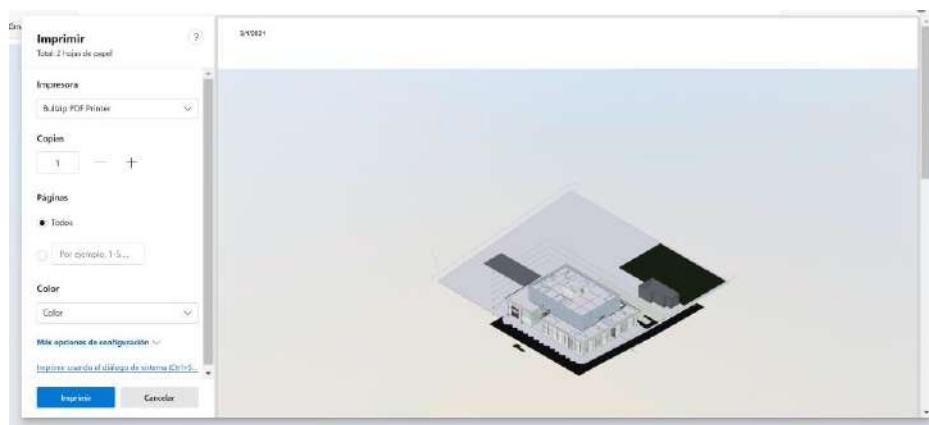 Imprimir
?
Total: 2 hojas de papel
Impresora
Bullzip PDF Printer
Copias
1
Páginas
Todos
Por ejemplo, 1-5...
Color
Color
Más opciones de configuración
Imprimir usando el diálogo de sistema (Ctrl+S...
Imprimir
Cancelar